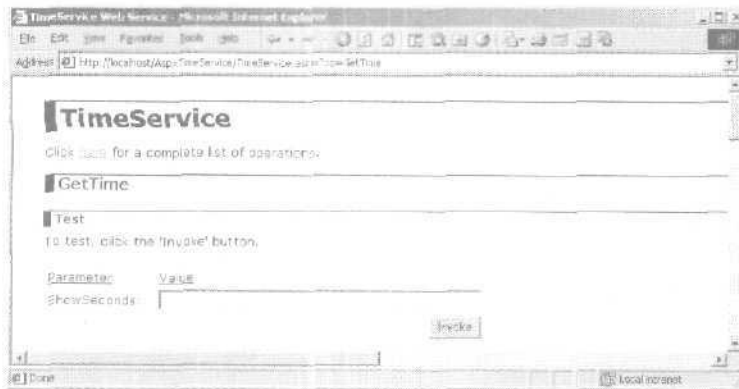 TimeService Web Service - Microsoft Internet Explorer
File Edit View Favorites Tools Help
Address http://localhost/AspxTimeService/TimeService.asmx?op=GetTime
TimeService
Click here for a complete list of operations.
GetTime
Test
To test, click the 'Invoke' button.
Parameter Value
ShowSeconds:
Invoke
Done Local intranet